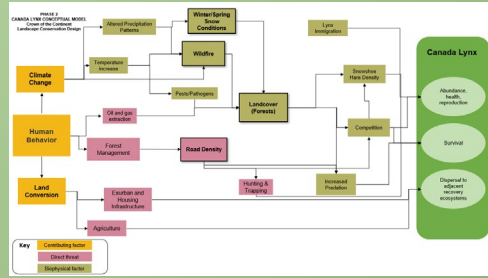 PHASE 2
CANADA LYNX CONCEPTUAL MODEL
Crown of the Continent
Landscape Conservation Design
Altered Precipitation
Patterns
Winter/Spring
Snow
Conditions
Lynx
Immigration
Canada Lynx
Wildfire
Temperature
Increase
Climate
Change
Snowshoe
Hare Density
Abundance,
health,
reproduction
Pests/Pathogens
Landcover
(Forests)
Oil and gas
extraction
Human
Behavior
Competition
Survival
Forest
Management
Road Density
Land
Conversion
Hunting &
Trapping
Increased
Predation
Dispersal to
adjacent
recovery
ecosystems
Exurban and
Housing
Infrastructure
Agriculture
Key
Contributing factor
Direct threat
Biophysical factor